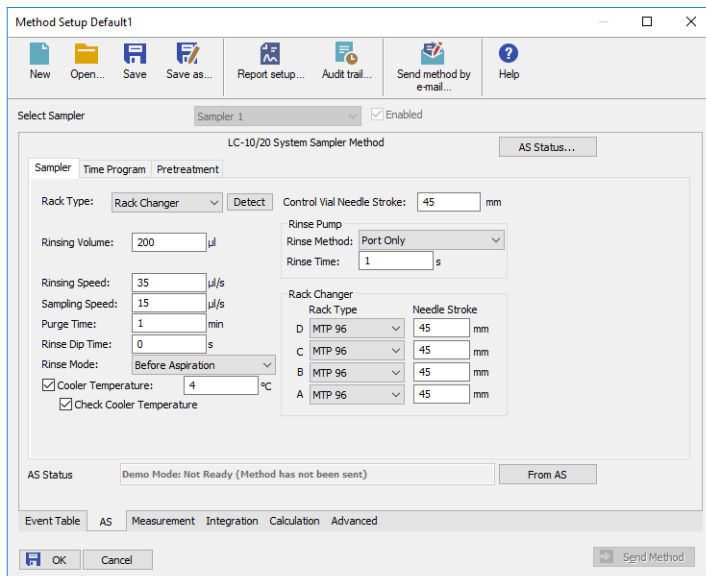 Method Setup Default1
New Open... Save Save as... Report setup... Audit trail... Send method by e-mail... Help
Select Sampler Sampler 1 Enabled
LC-10/20 System Sampler Method AS Status...
Sampler Time Program Pretreatment
Rack Type: Rack Changer Detect Control Vial Needle Stroke: 45 mm
Rinse Pump
Rinsing Volume: 200 µl Rinse Method: Port Only
Rinse Time: 1 s
Rinsing Speed: 35 µl/s
Rack Changer
Sampling Speed: 15 µl/s Rack Type Needle Stroke
Purge Time: 1 min D MTP 96 45 mm
Rinse Dip Time: 0 s C MTP 96 45 mm
Rinse Mode: Before Aspiration B MTP 96 45 mm
Cooler Temperature: 4 ºC A MTP 96 45 mm
Check Cooler Temperature
AS Status Demo Mode: Not Ready (Method has not been sent) From AS
Event Table AS Measurement Integration Calculation Advanced
OK Cancel Send Method